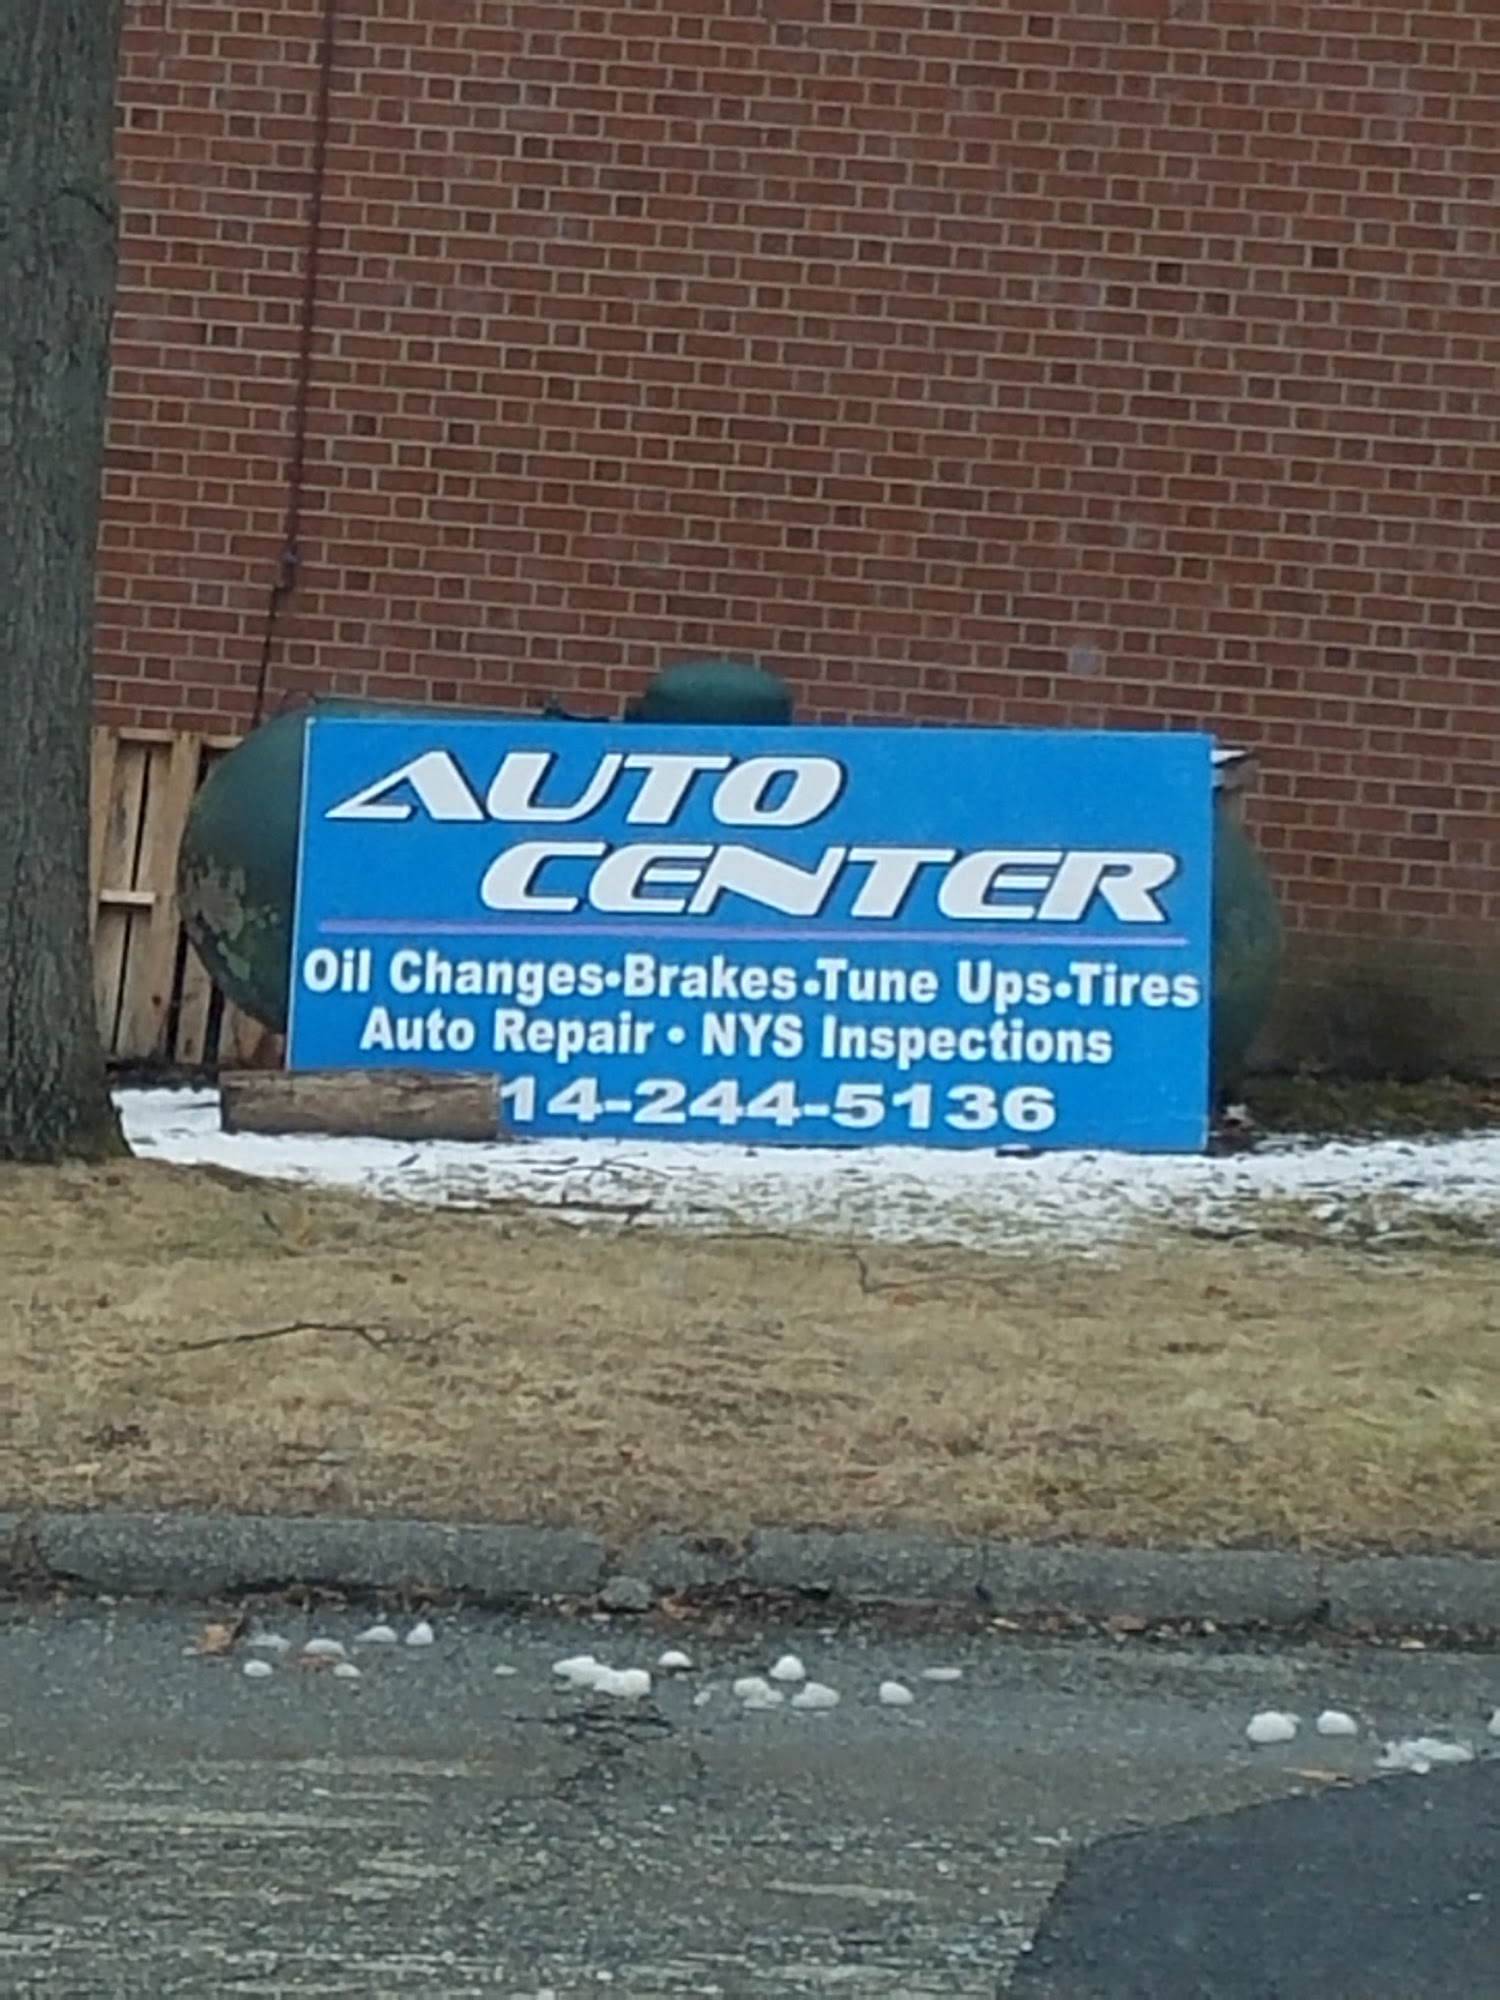 AUTO
CENTER
Oil Changes•Brakes•Tune Ups•Tires
Auto Repair • NYS Inspections
14-244-5136